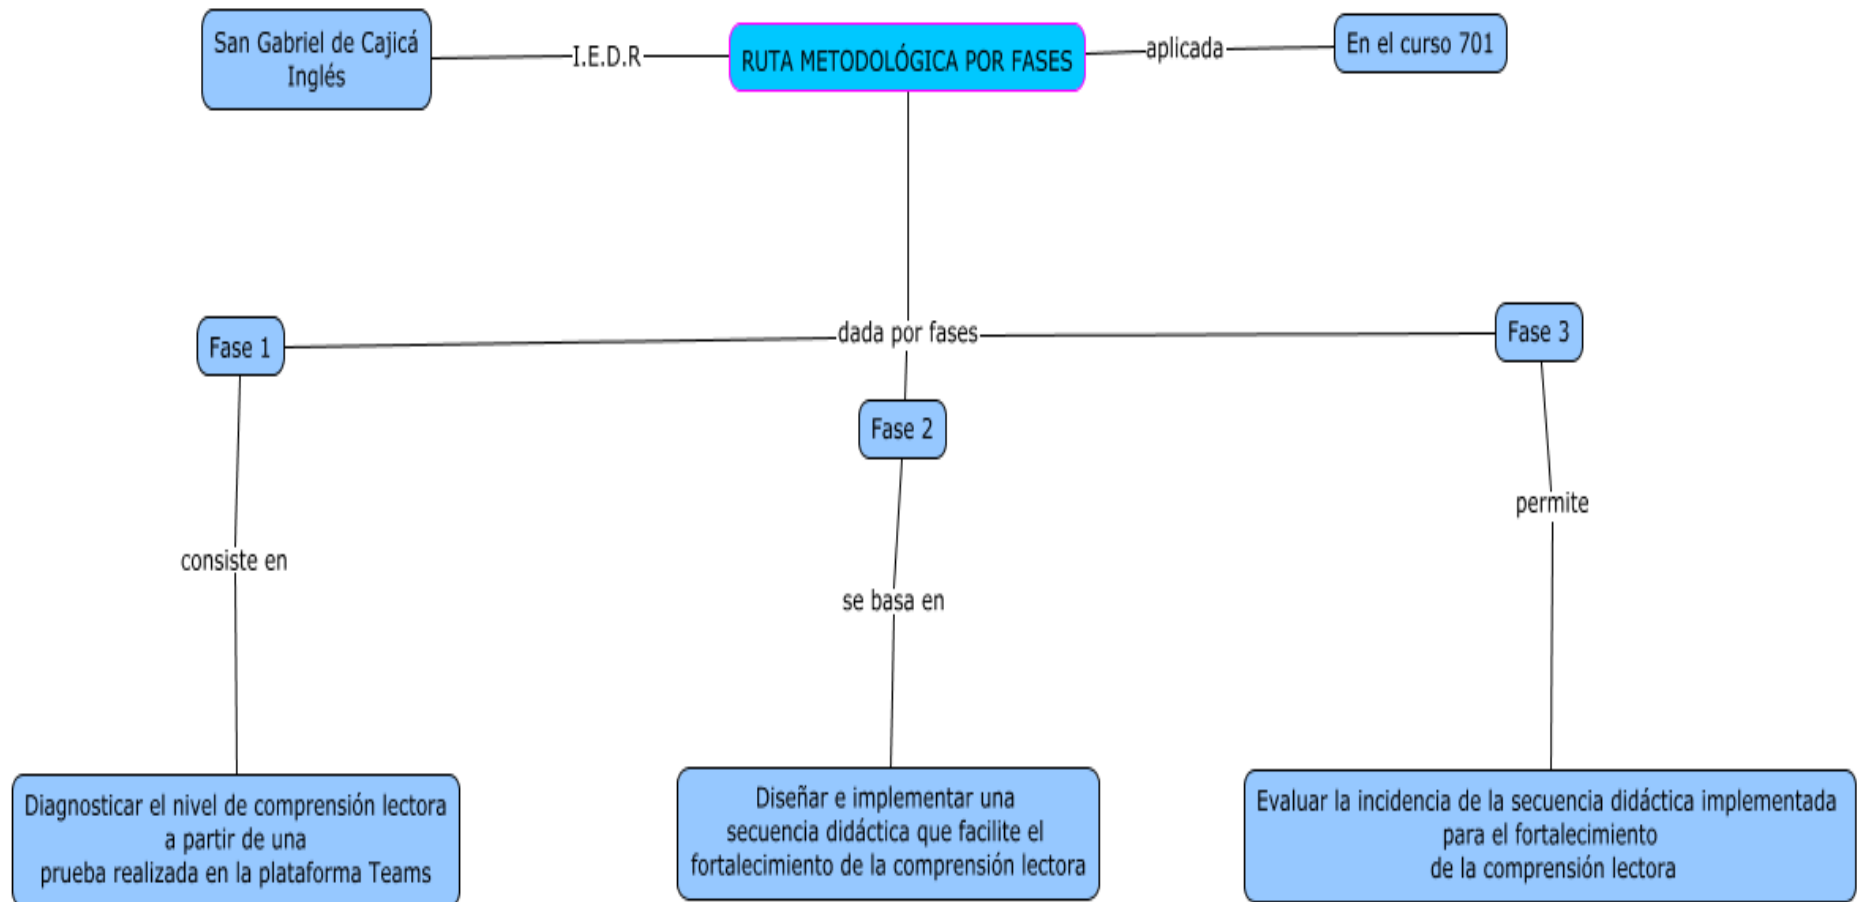 San Gabriel de Cajicá
Inglés
I.E.D.R
RUTA METODOLÓGICA POR FASES
aplicada
En el curso 701
dada por fases
Fase 1
Fase 2
Fase 3
consiste en
se basa en
permite
Diagnosticar el nivel de comprensión lectora
a partir de una
prueba realizada en la plataforma Teams
Diseñar e implementar una
secuencia didáctica que facilite el
fortalecimiento de la comprensión lectora
Evaluar la incidencia de la secuencia didáctica implementada
para el fortalecimiento
de la comprensión lectora